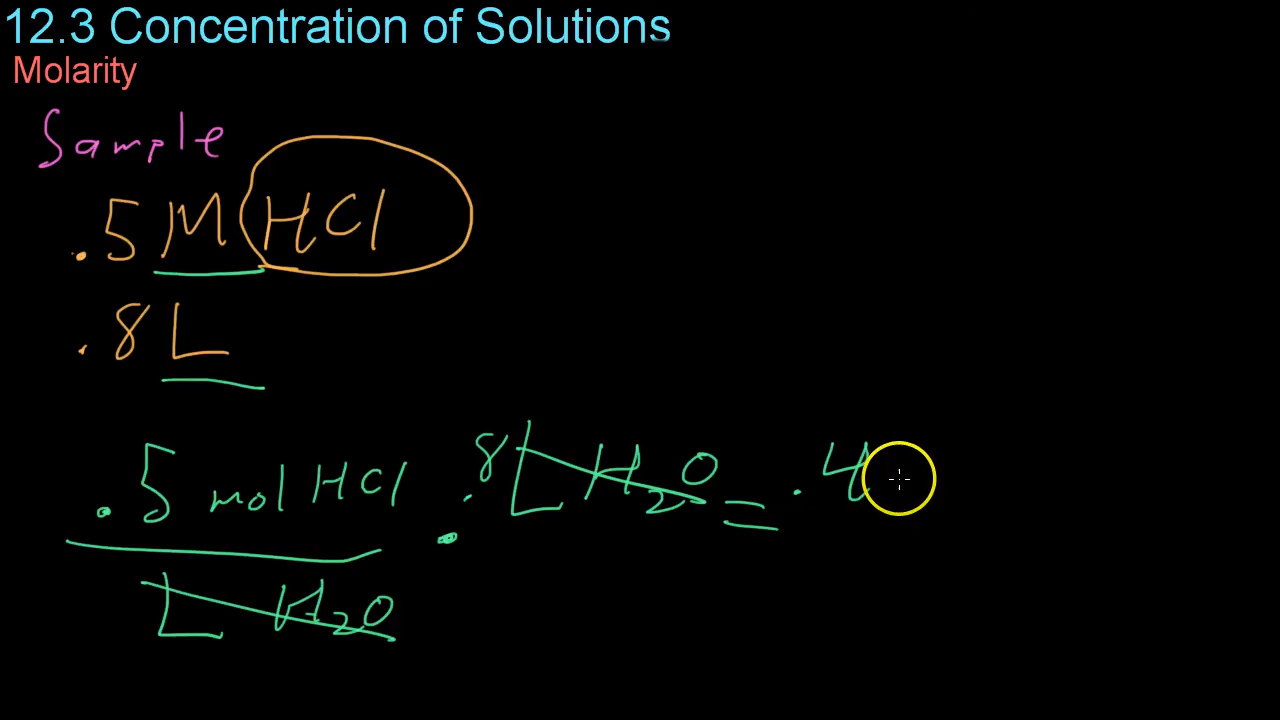 12.3 Concentration of Solutions
Molarity
Sample
.5 M HCl
.8 L
.5 mol HCl . .8 L H₂O = .4
L H₂O